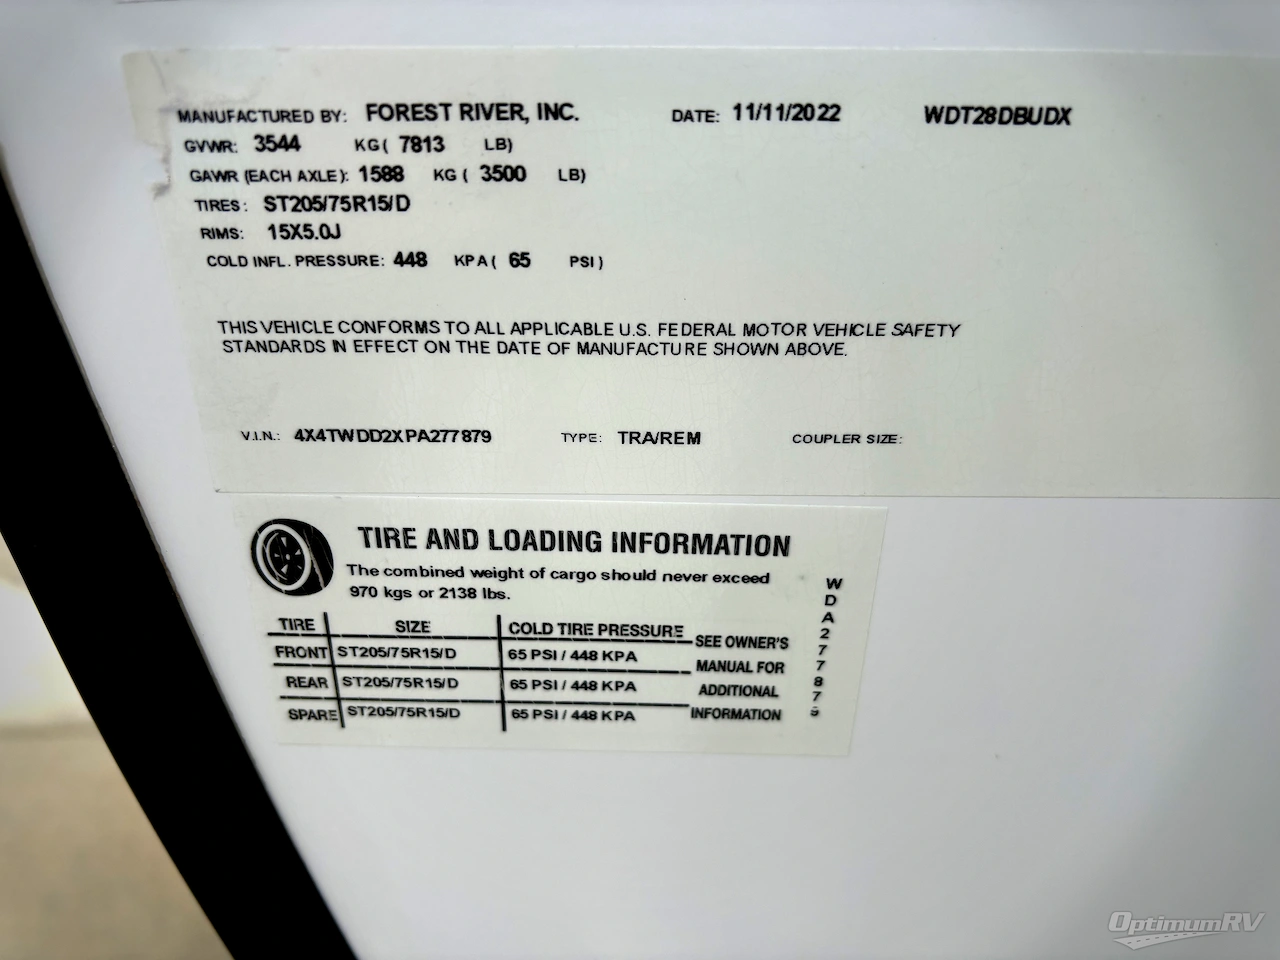 MANUFACTURED BY: FOREST RIVER, INC. DATE: 11/11/2022 WDT28DBUDX
GVWR: 3544 KG( 7813 LB)
GAWR (EACH AXLE): 1588 KG( 3500 LB)
TIRES: ST205/75R15/D
RIMS: 15X5.0J
COLD INFL. PRESSURE: 448 KPA( 65 PSI)
THIS VEHICLE CONFORMS TO ALL APPLICABLE U.S. FEDERAL MOTOR VEHICLE SAFETY
STANDARDS IN EFFECT ON THE DATE OF MANUFACTURE SHOWN ABOVE.
V.I.N.: 4X4TWDD2XPA277879 TYPE: TRA/REM COUPLER SIZE:
TIRE AND LOADING INFORMATION
The combined weight of cargo should never exceed
970 kgs or 2138 lbs.
TIRE SIZE COLD TIRE PRESSURE SEE OWNER'S
FRONT ST205/75R15/D 65 PSI / 448 KPA MANUAL FOR
REAR ST205/75R15/D 65 PSI / 448 KPA ADDITIONAL
SPARE ST205/75R15/D 65 PSI / 448 KPA INFORMATION
WDA277879
OptimumRV